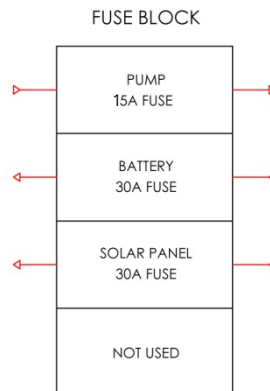 FUSE BLOCK
PUMP
15A FUSE
BATTERY
30A FUSE
SOLAR PANEL
30A FUSE
NOT USED